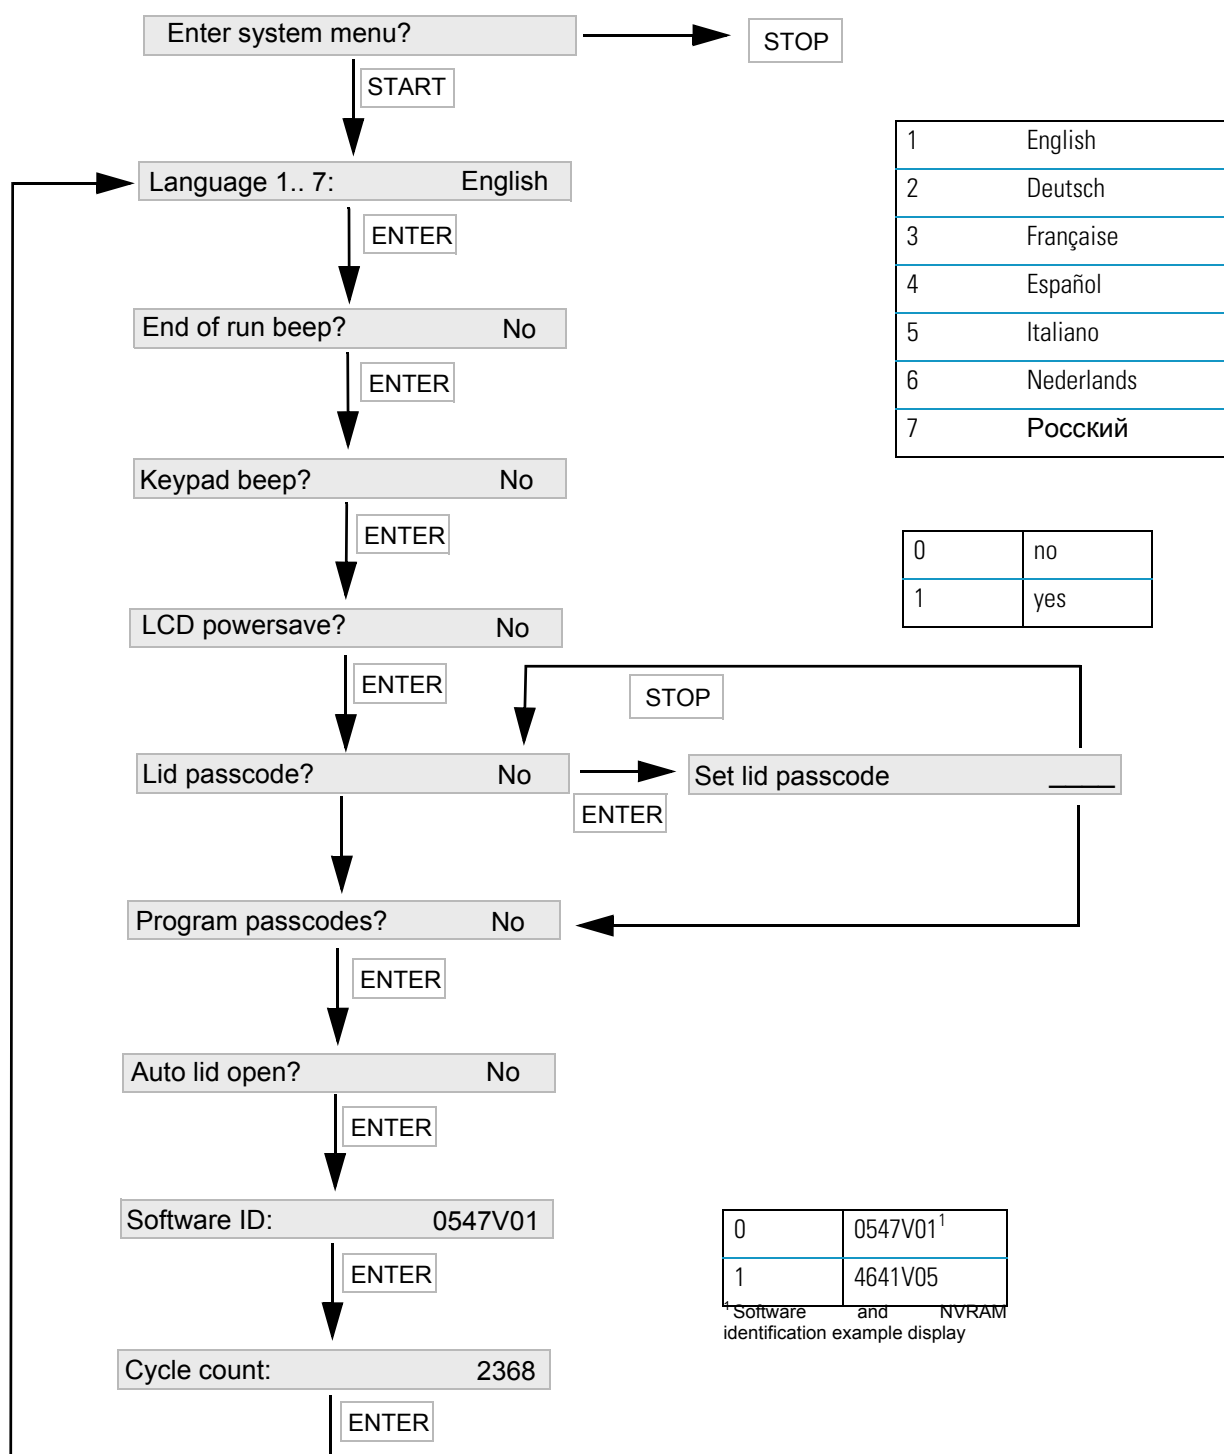 Enter system menu?
STOP
START
Language 1.. 7: English
ENTER
End of run beep? No
ENTER
Keypad beep? No
ENTER
LCD powersave? No
ENTER
STOP
Lid passcode? No
ENTER
Set lid passcode _____
Program passcodes? No
ENTER
Auto lid open? No
ENTER
Software ID: 0547V01
ENTER
Cycle count: 2368
ENTER
1 English
2 Deutsch
3 Française
4 Español
5 Italiano
6 Nederlands
7 Росский
0 no
1 yes
0 0547V01¹
1 4641V05
¹ Software and NVRAM
identification example display